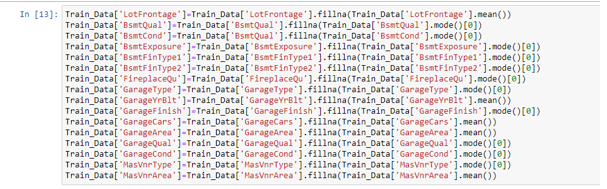 In [13]:
Train_Data['LotFrontage']=Train_Data['LotFrontage'].fillna(Train_Data['LotFrontage'].mean())
Train_Data['BsmtQual']=Train_Data['BsmtQual'].fillna(Train_Data['BsmtQual'].mode()[0])
Train_Data['BsmtCond']=Train_Data['BsmtCond'].fillna(Train_Data['BsmtCond'].mode()[0])
Train_Data['BsmtExposure']=Train_Data['BsmtExposure'].fillna(Train_Data['BsmtExposure'].mode()[0])
Train_Data['BsmtFinType1']=Train_Data['BsmtFinType1'].fillna(Train_Data['BsmtFinType1'].mode()[0])
Train_Data['BsmtFinType2']=Train_Data['BsmtFinType2'].fillna(Train_Data['BsmtFinType2'].mode()[0])
Train_Data['FireplaceQu']=Train_Data['FireplaceQu'].fillna(Train_Data['FireplaceQu'].mode()[0])
Train_Data['GarageType']=Train_Data['GarageType'].fillna(Train_Data['GarageType'].mode()[0])
Train_Data['GarageYrBlt']=Train_Data['GarageYrBlt'].fillna(Train_Data['GarageYrBlt'].mean())
Train_Data['GarageFinish']=Train_Data['GarageFinish'].fillna(Train_Data['GarageFinish'].mode()[0])
Train_Data['GarageCars']=Train_Data['GarageCars'].fillna(Train_Data['GarageCars'].mean())
Train_Data['GarageArea']=Train_Data['GarageArea'].fillna(Train_Data['GarageArea'].mean())
Train_Data['GarageQual']=Train_Data['GarageQual'].fillna(Train_Data['GarageQual'].mode()[0])
Train_Data['GarageCond']=Train_Data['GarageCond'].fillna(Train_Data['GarageCond'].mode()[0])
Train_Data['MasVnrType']=Train_Data['MasVnrType'].fillna(Train_Data['MasVnrType'].mode()[0])
Train_Data['MasVnrArea']=Train_Data['MasVnrArea'].fillna(Train_Data['MasVnrArea'].mean())